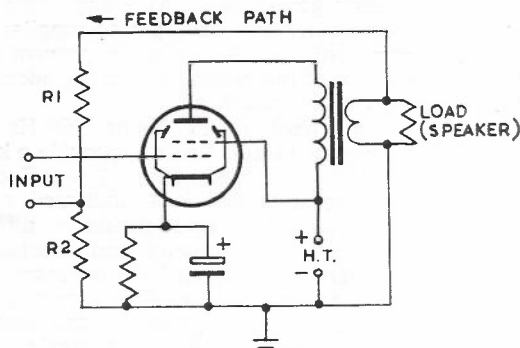 ← FEEDBACK PATH
R1
LOAD
(SPEAKER)
INPUT
R2
+
+
H.T.
-